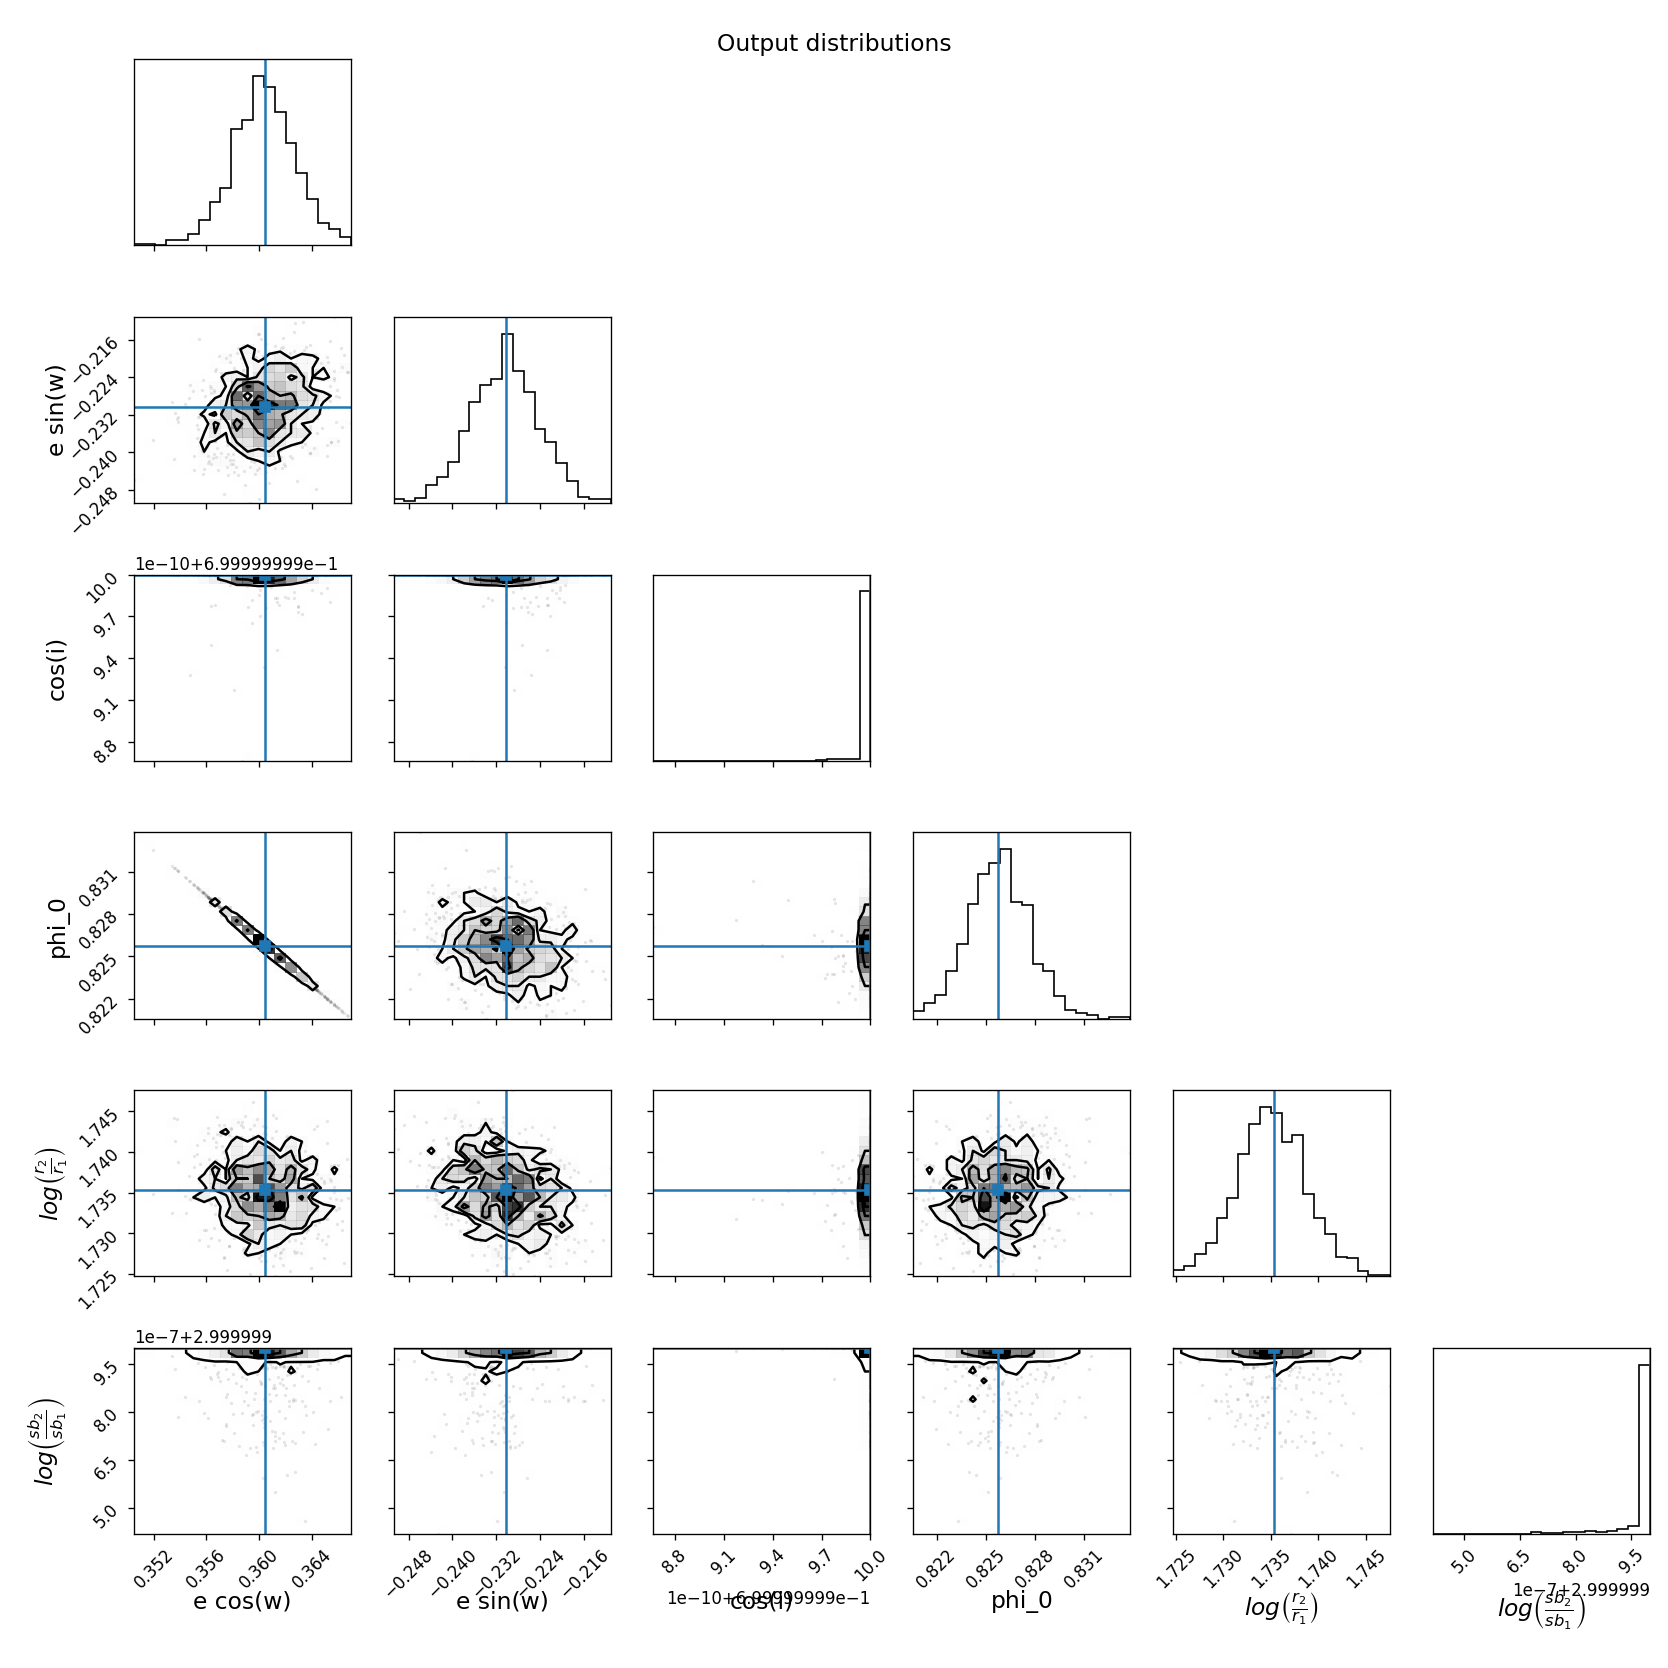 Output distributions
e sin(w)
−0.216
−0.224
−0.232
−0.240
−0.248
1e−10+6.99999999e−1
cos(i)
10.0
9.7
9.4
9.1
8.8
phi_0
0.831
0.828
0.825
0.822
log(r2/r1)
1.745
1.740
1.735
1.730
1.725
1e−7+2.999999
log(sb2/sb1)
9.5
8.0
6.5
5.0
0.352 0.356 0.360 0.364
−0.248 −0.240 −0.232 −0.224 −0.216
8.8 9.1 9.4 9.7 10.0
0.822 0.825 0.828 0.831
1.725 1.730 1.735 1.740 1.745
5.0 6.5 8.0 9.5
1e−10+6.99999999e−1
1e−7+2.999999
e cos(w)
e sin(w)
cos(i)
phi_0
log(r2/r1)
log(sb2/sb1)